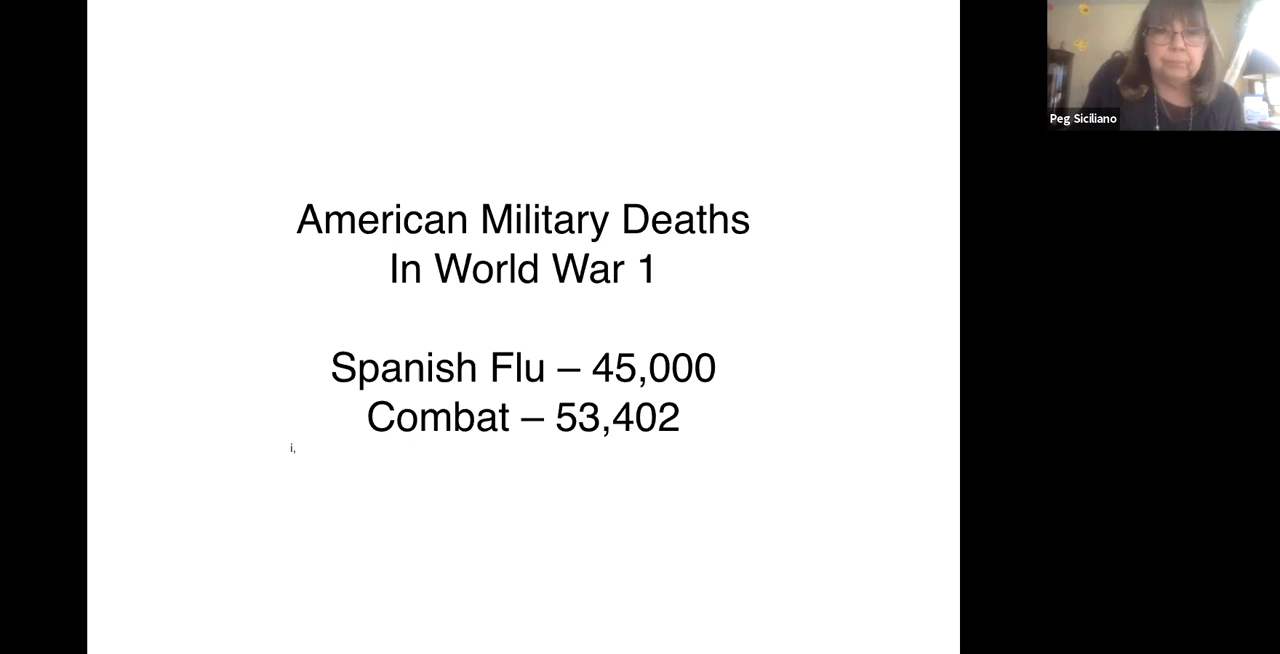 American Military Deaths
In World War 1
Spanish Flu – 45,000
Combat – 53,402
i,
Peg Siciliano